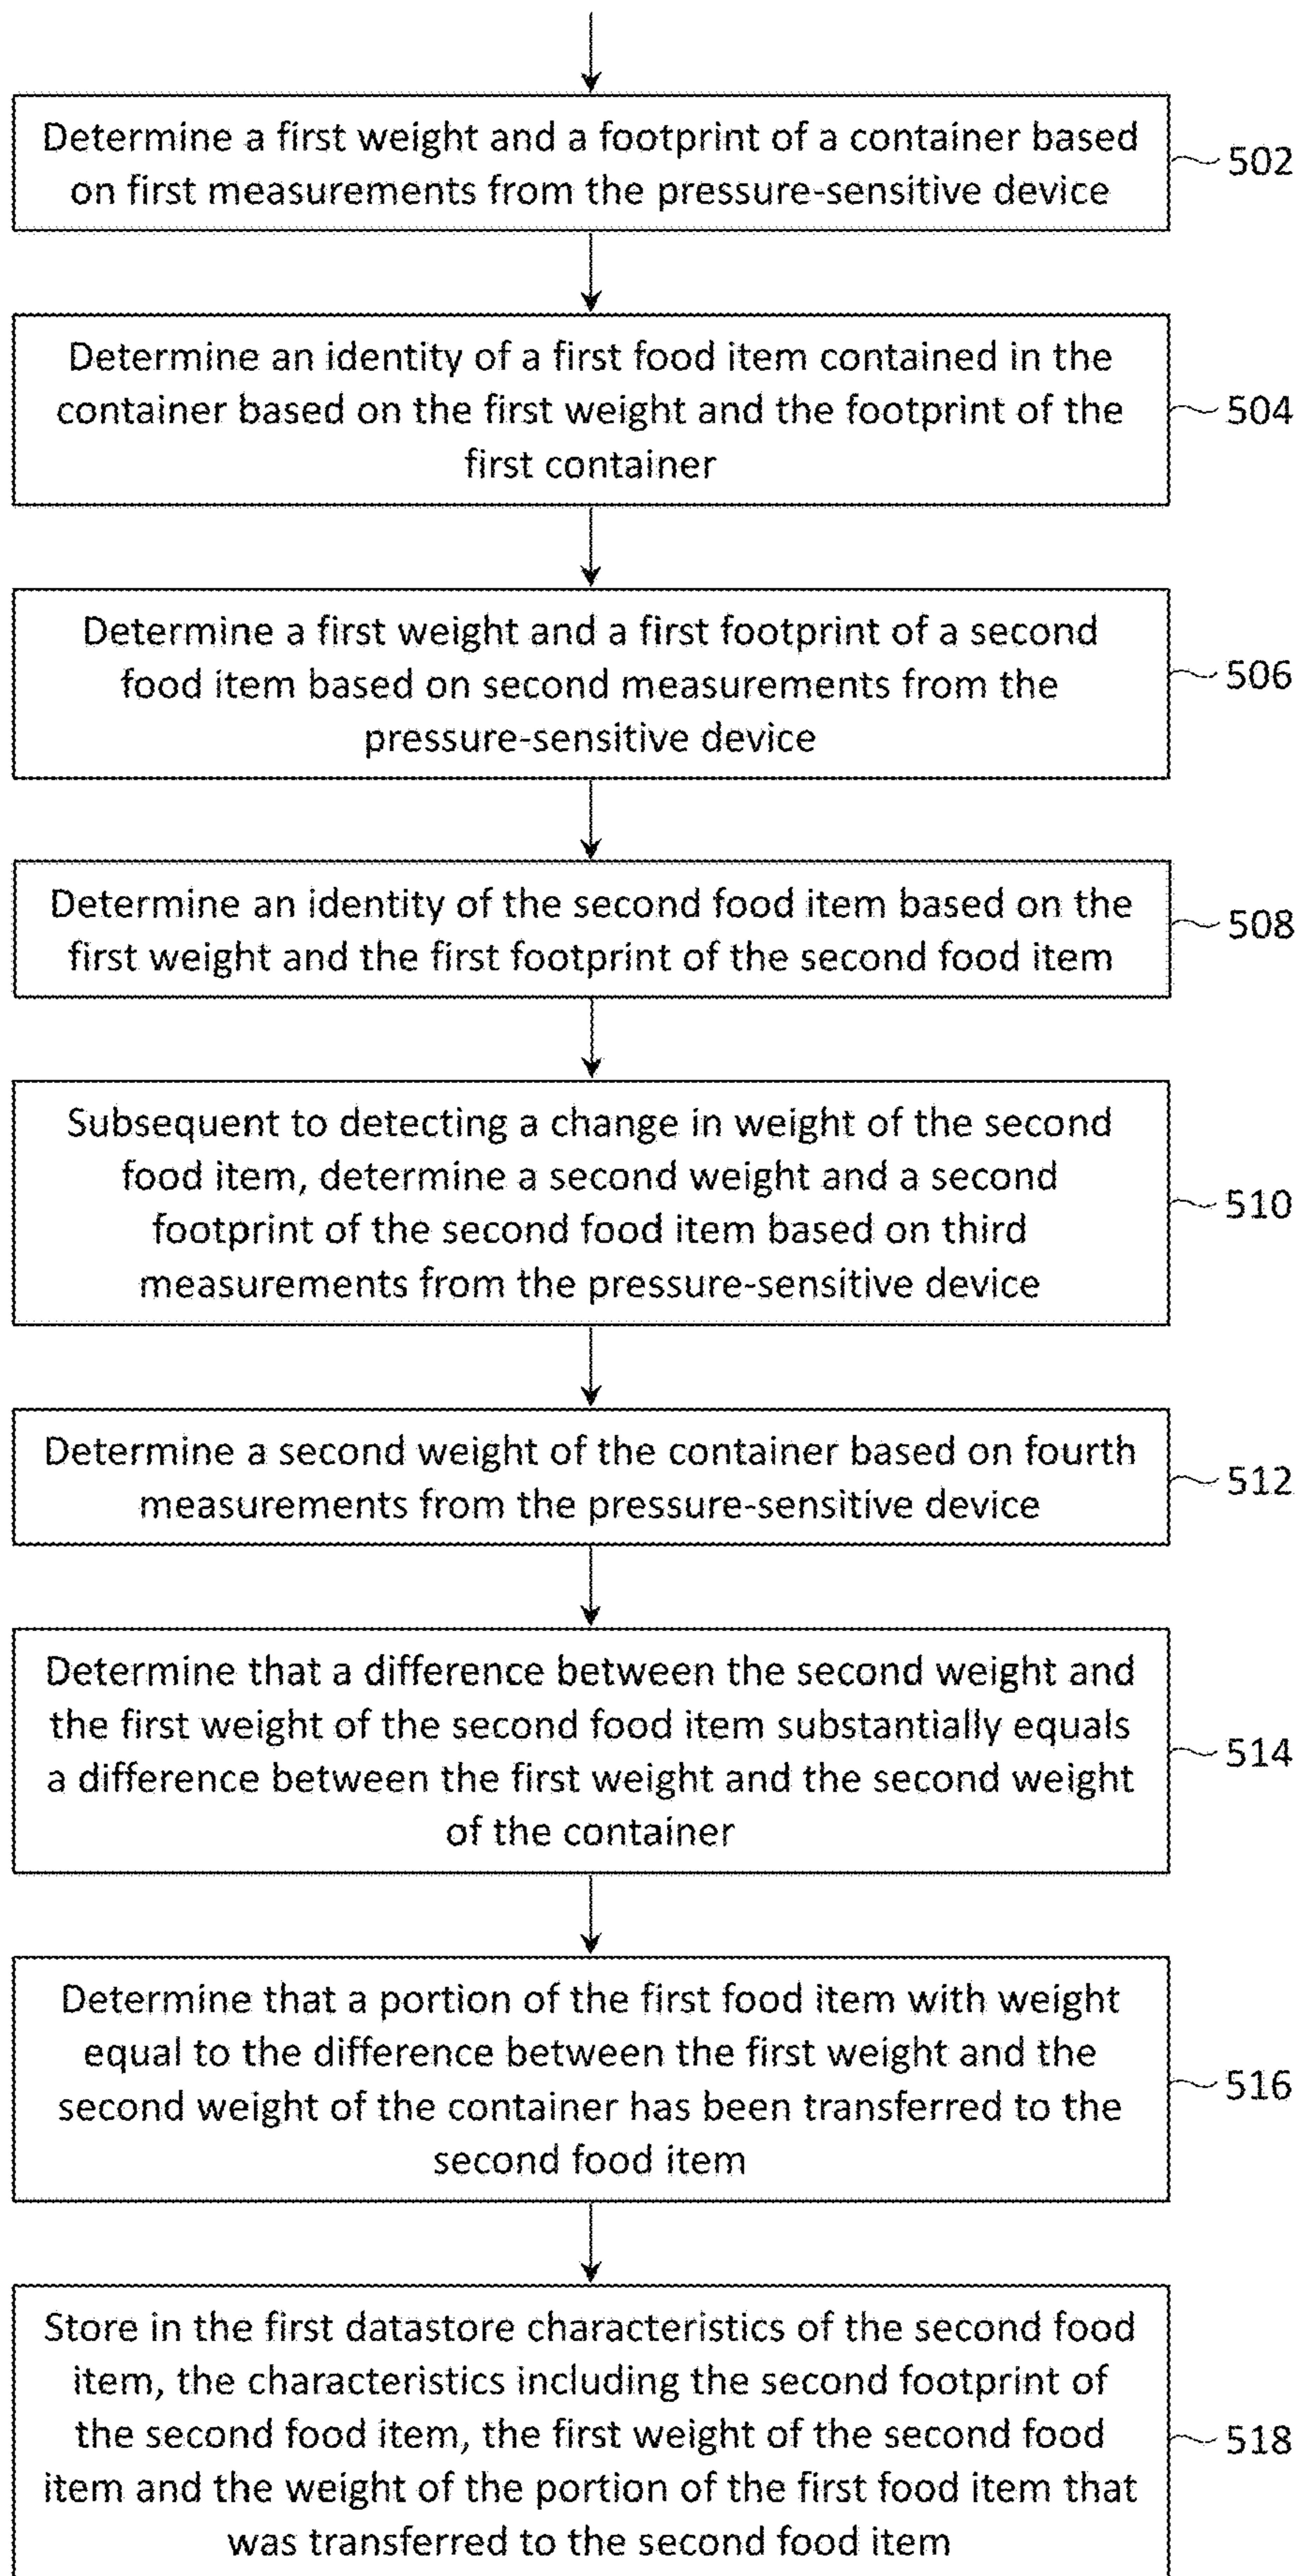 Determine a first weight and a footprint of a container based
on first measurements from the pressure-sensitive device
502
Determine an identity of a first food item contained in the
container based on the first weight and the footprint of the
first container
504
Determine a first weight and a first footprint of a second
food item based on second measurements from the
pressure-sensitive device
506
Determine an identity of the second food item based on the
first weight and the first footprint of the second food item
508
Subsequent to detecting a change in weight of the second
food item, determine a second weight and a second
footprint of the second food item based on third
measurements from the pressure-sensitive device
510
Determine a second weight of the container based on fourth
measurements from the pressure-sensitive device
512
Determine that a difference between the second weight and
the first weight of the second food item substantially equals
a difference between the first weight and the second weight
of the container
514
Determine that a portion of the first food item with weight
equal to the difference between the first weight and the
second weight of the container has been transferred to the
second food item
516
Store in the first datastore characteristics of the second food
item, the characteristics including the second footprint of
the second food item, the first weight of the second food
item and the weight of the portion of the first food item that
was transferred to the second food item
518